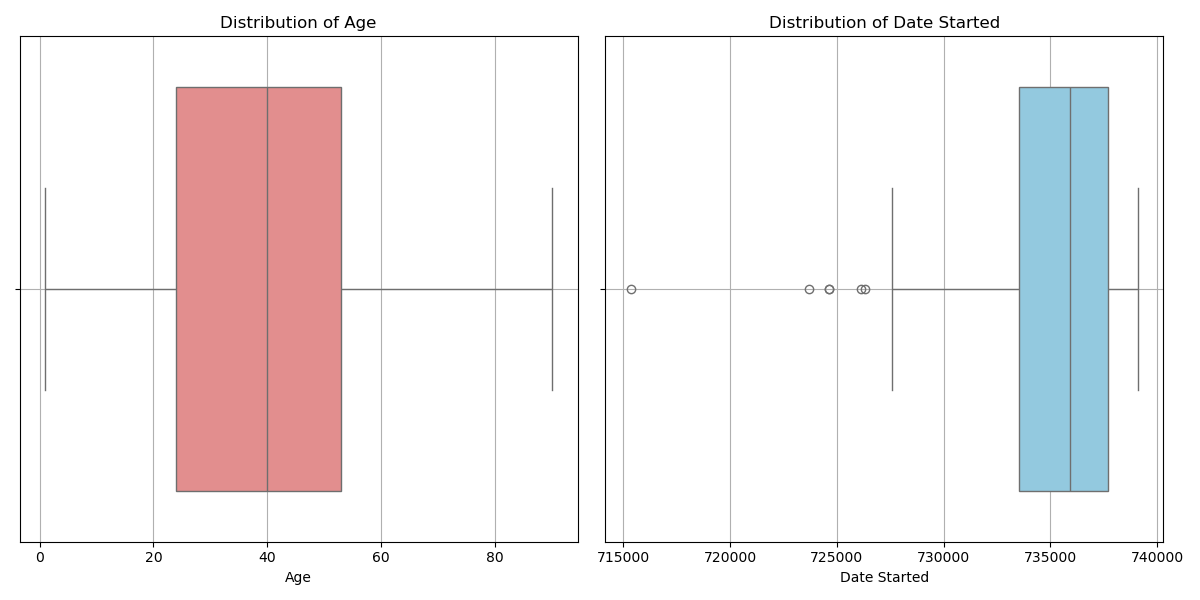 Distribution of Age
0 20 40 60 80
Age
Distribution of Date Started
715000 720000 725000 730000 735000 740000
Date Started